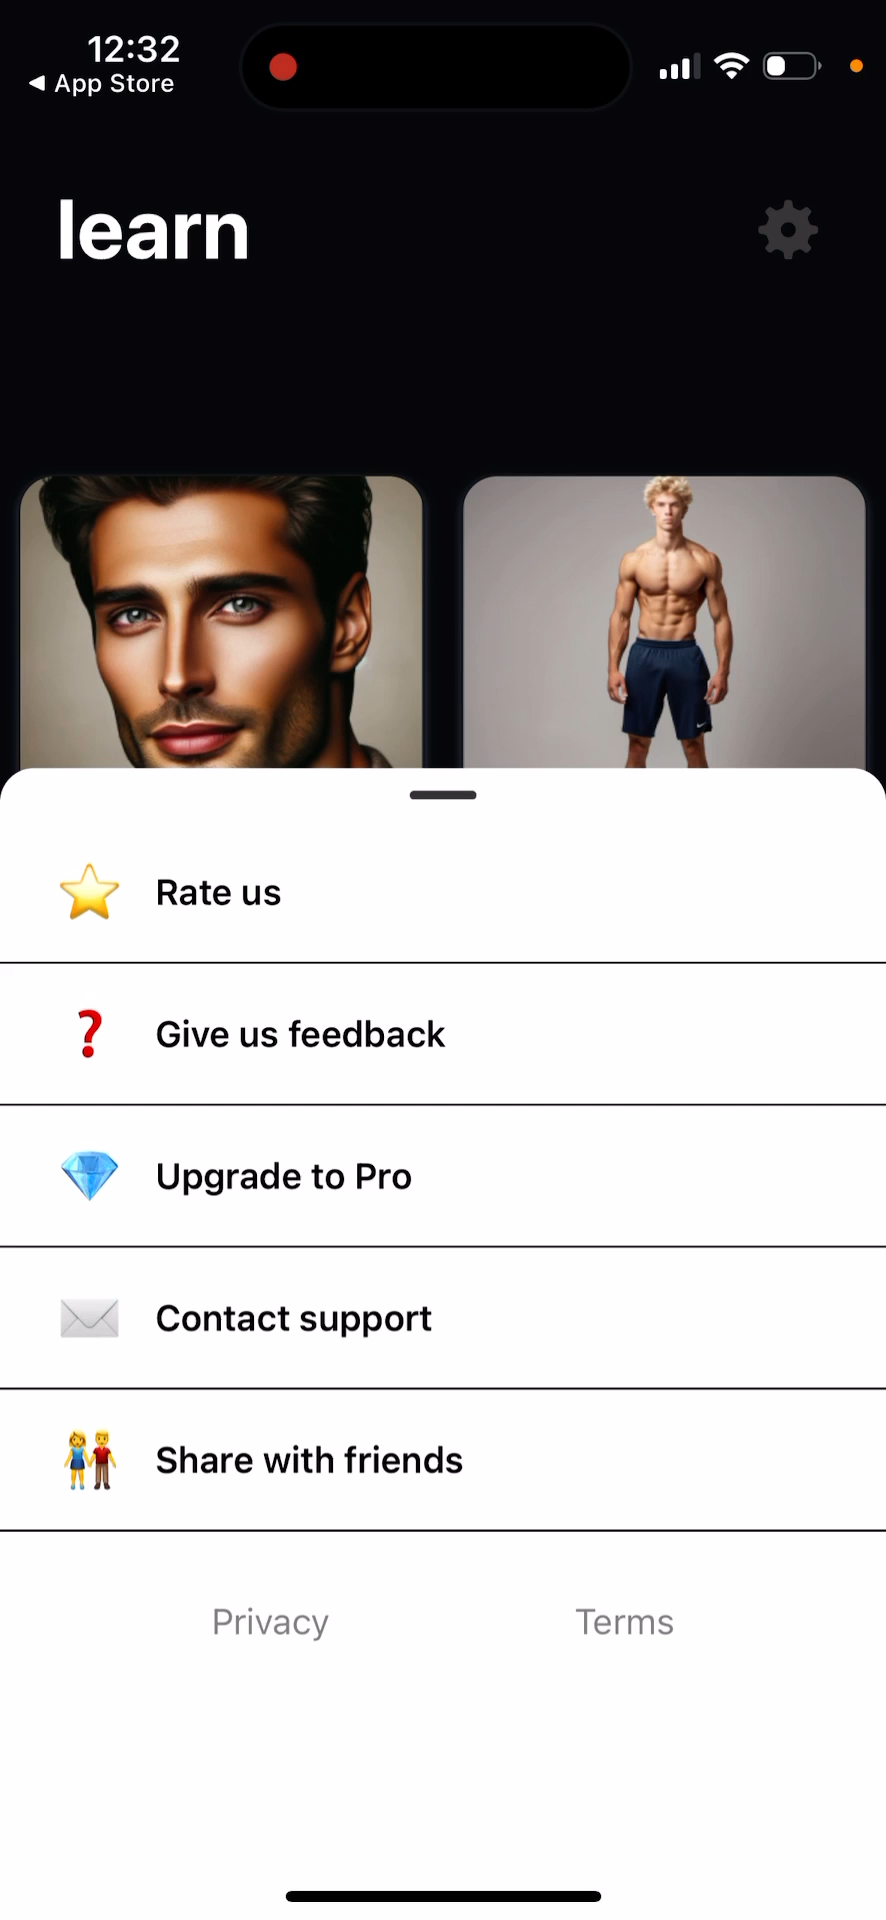 12:32
◀ App Store
learn
Rate us
Give us feedback
Upgrade to Pro
Contact support
Share with friends
Privacy
Terms